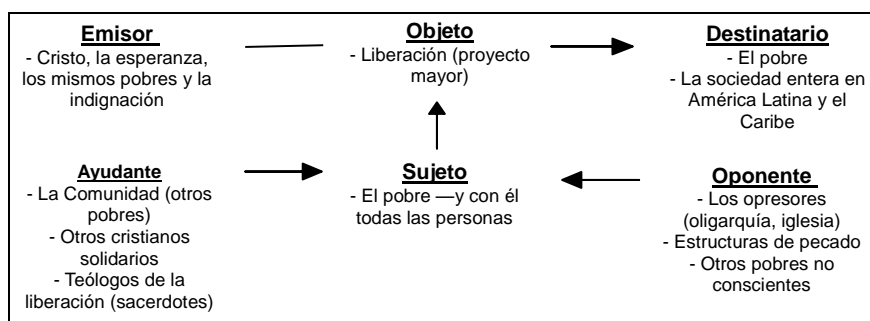 Emisor
- Cristo, la esperanza,
los mismos pobres y la
indignación
Objeto
- Liberación (proyecto
mayor)
Destinatario
- El pobre
- La sociedad entera en
América Latina y el
Caribe
Ayudante
- La Comunidad (otros
pobres)
- Otros cristianos
solidarios
- Teólogos de la
liberación (sacerdotes)
Sujeto
- El pobre —y con él
todas las personas
Oponente
- Los opresores
(oligarquía, iglesia)
- Estructuras de pecado
- Otros pobres no
conscientes